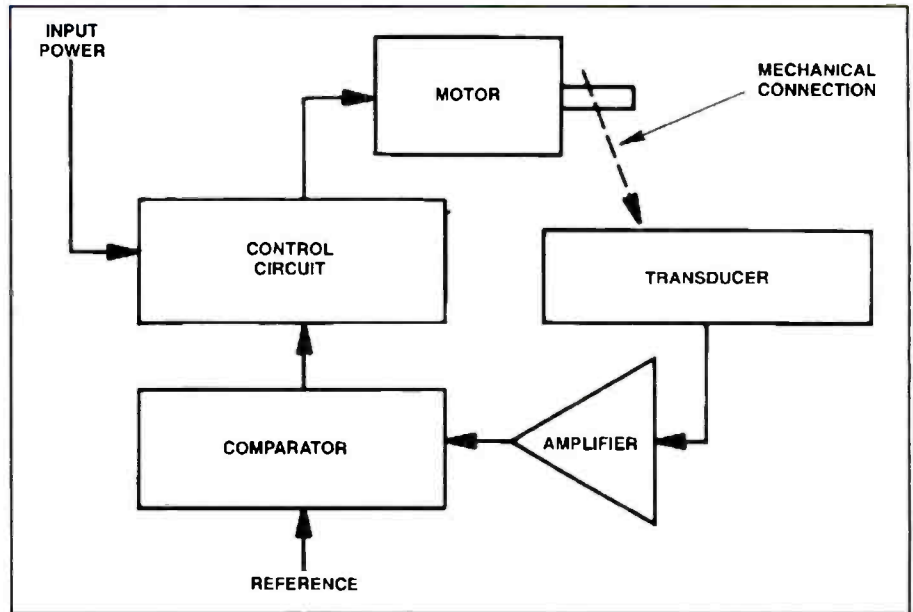 INPUT
POWER
MOTOR
MECHANICAL
CONNECTION
CONTROL
CIRCUIT
TRANSDUCER
COMPARATOR
AMPLIFIER
REFERENCE